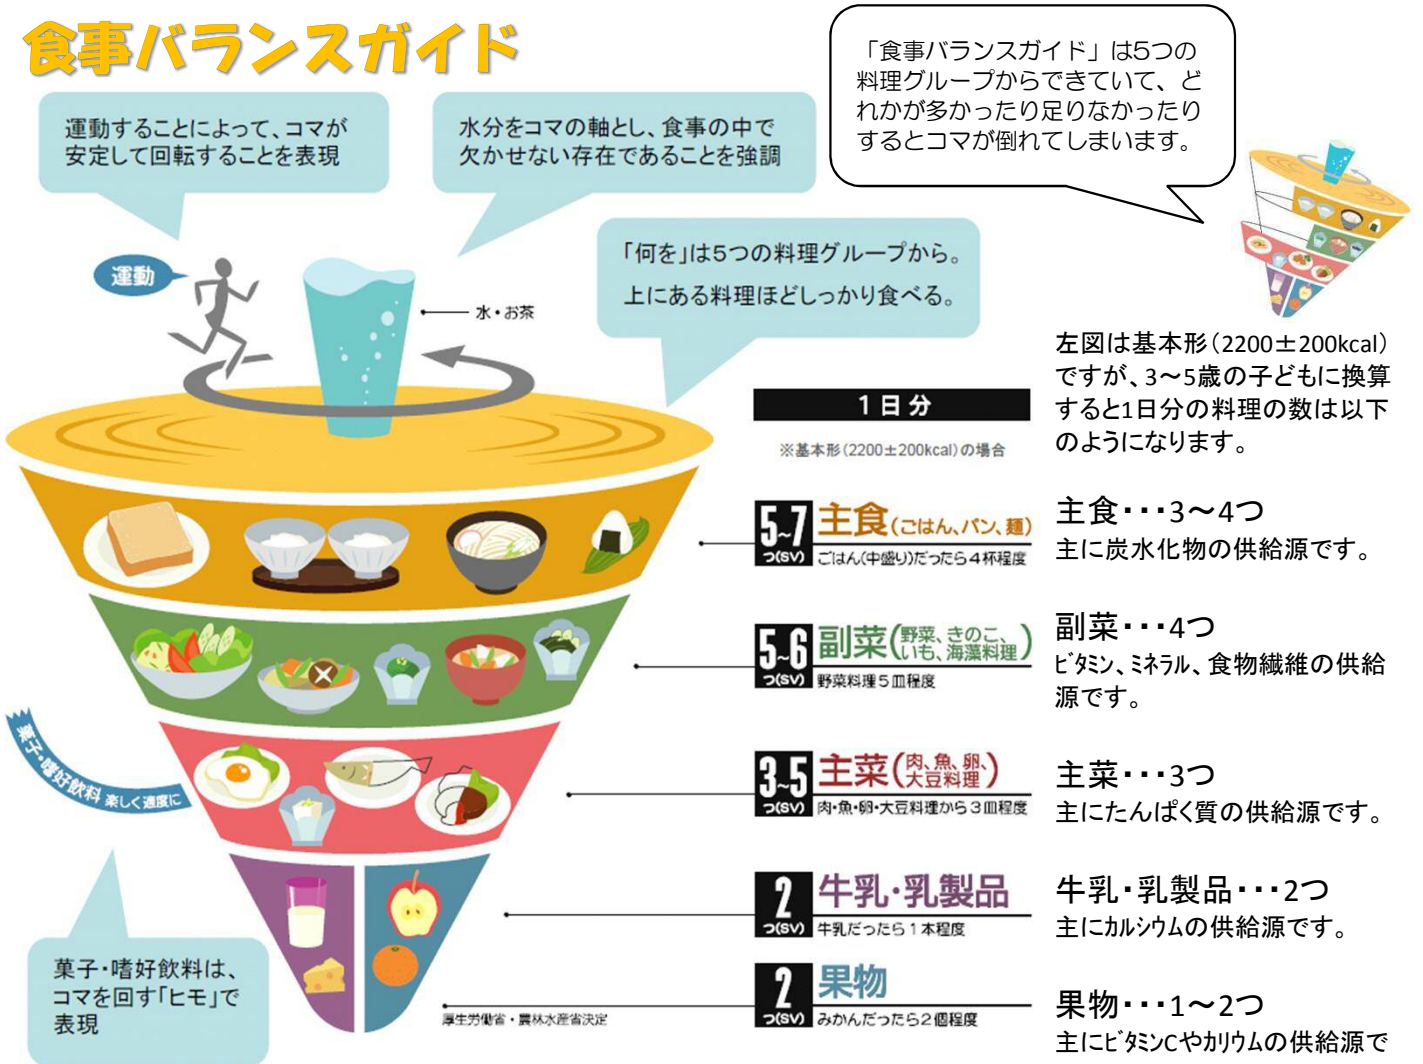 食事バランスガイド
「食事バランスガイド」は5つの
料理グループからできていて、ど
れかが多かったり足りなかったり
するとコマが倒れてしまいます。
運動することによって、コマが
安定して回転することを表現
水分をコマの軸とし、食事の中で
欠かせない存在であることを強調
「何を」は5つの料理グループから。
上にある料理ほどしっかり食べる。
運動
水・お茶
左図は基本形（2200±200kcal）
ですが、3～5歳の子どもに換算
すると1日分の料理の数は以下
のようになります。
1日分
※基本形（2200±200kcal）の場合
5~7
つ(SV)
主食（ごはん、パン、麺）
ごはん(中盛り)だったら4杯程度
主食・・・3～4つ
主に炭水化物の供給源です。
5~6
つ(SV)
副菜（野菜、きのこ、
いも、海藻料理）
野菜料理5皿程度
副菜・・・4つ
ﾋﾞﾀﾐﾝ、ﾐﾈﾗﾙ、食物繊維の供給
源です。
3~5
つ(SV)
主菜（肉、魚、卵、
大豆料理）
肉・魚・卵・大豆料理から3皿程度
主菜・・・3つ
主にたんぱく質の供給源です。
菓子・嗜好飲料 楽しく適度に
2
つ(SV)
牛乳・乳製品
牛乳だったら1本程度
牛乳・乳製品・・・2つ
主にｶﾙｼｳﾑの供給源です。
2
つ(SV)
果物
みかんだったら2個程度
果物・・・1～2つ
主にﾋﾞﾀﾐﾝCやｶﾘｳﾑの供給源で
菓子・嗜好飲料は、
コマを回す「ヒモ」で
表現
厚生労働省・農林水産省決定